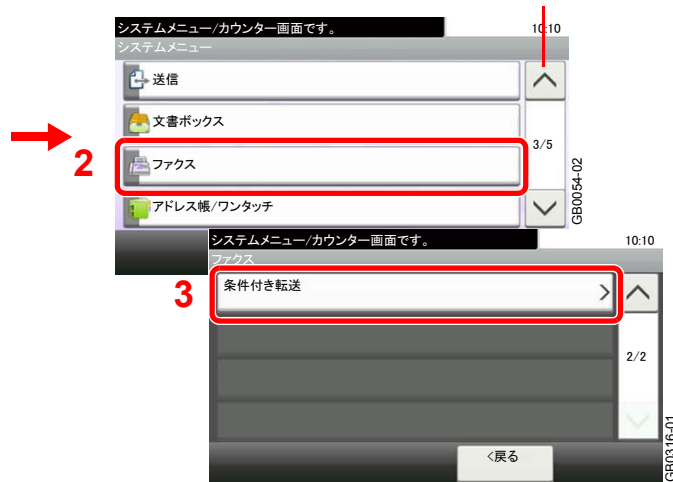 システムメニュー/カウンター画面です。
10:10
システムメニュー
送信
文書ボックス
3/5
2
ファクス
アドレス帳/ワンタッチ
GB0054-02
システムメニュー/カウンター画面です。
10:10
ファクス
3
条件付き転送
2/2
<戻る
GB0316-01